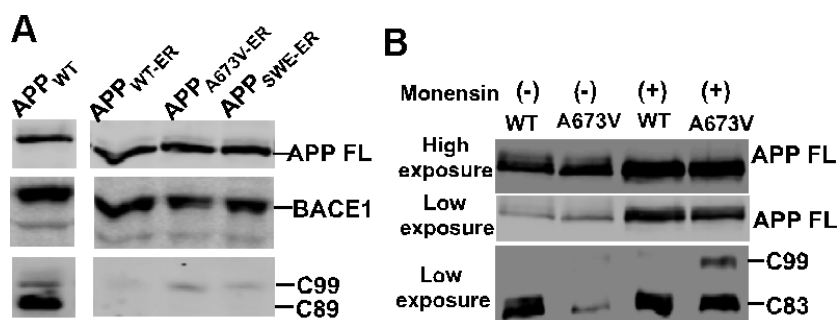 A
APP WT
APP WT-ER
APP A673V-ER
APP SWE-ER
APP FL
BACE1
C99
C89
B
Monensin (-) (-) (+) (+)
WT A673V WT A673V
High exposure
APP FL
Low exposure
APP FL
Low exposure
C99
C83